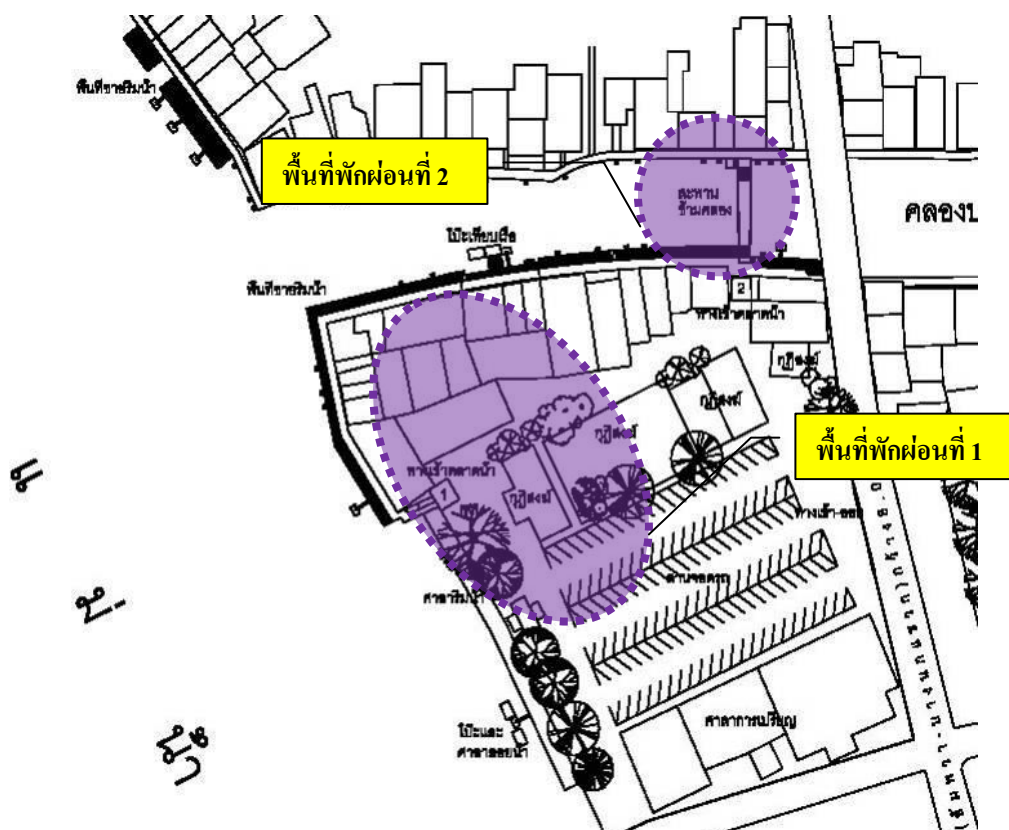 พื้นที่ขายริมน้ำ
พื้นที่พักผ่อนที่ 2
สะพาน
ข้ามคลอง
โป๊ะเทียบเรือ
พื้นที่ขายริมน้ำ
2
ทางเข้าตลาดน้ำ
กุฏิสงฆ์
กุฏิสงฆ์
กุฏิสงฆ์
พื้นที่พักผ่อนที่ 1
ทางเข้าตลาดน้ำ
1
กุฏิสงฆ์
ทางเข้า-ออก
ลานจอดรถ
ศาลาริมน้ำ
ศาลาการเปรียญ
โป๊ะและ
ศาลาลอยน้ำ